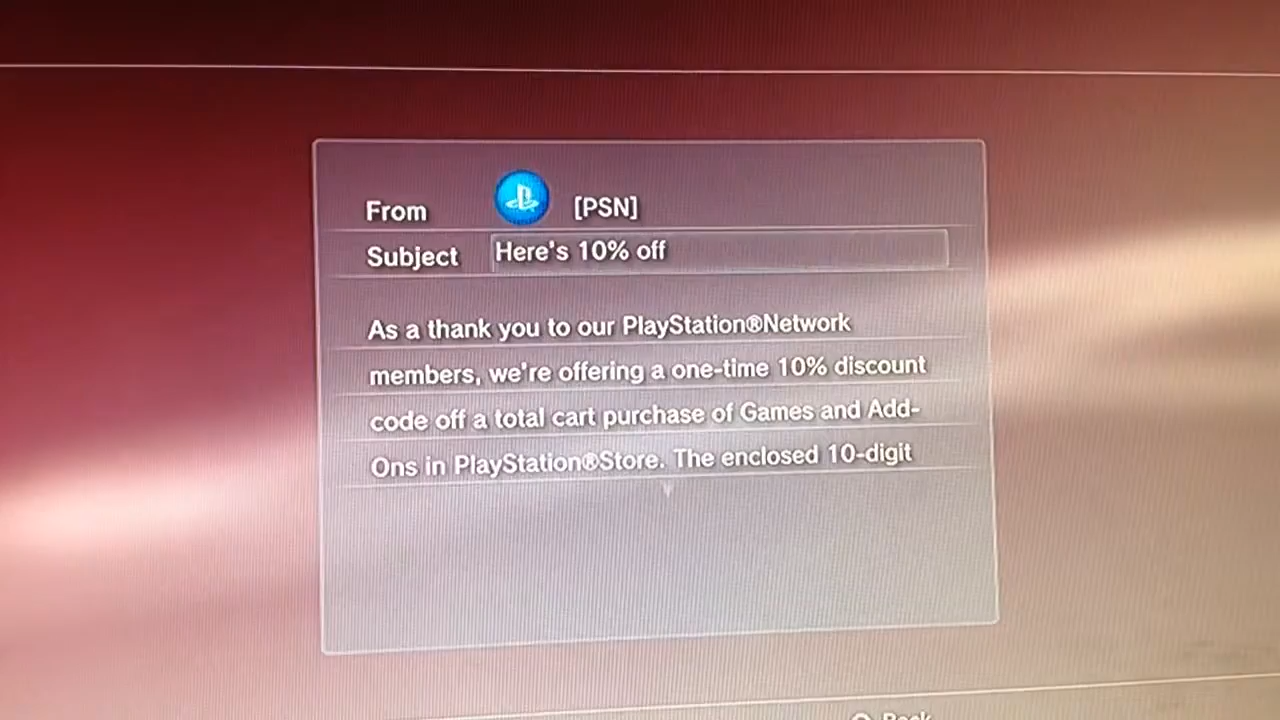 From [PSN]
Subject Here's 10% off
As a thank you to our PlayStation®Network
members, we're offering a one-time 10% discount
code off a total cart purchase of Games and Add-
Ons in PlayStation®Store. The enclosed 10-digit
Back